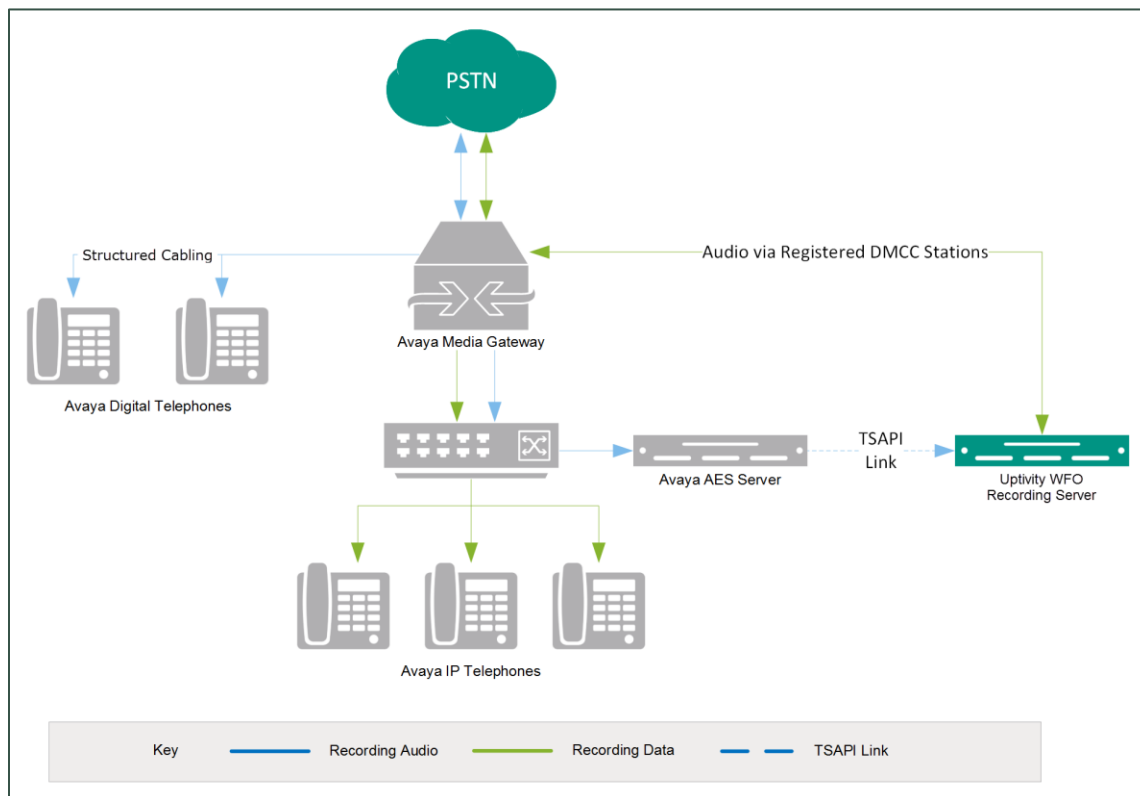 PSTN
Structured Cabling
Audio via Registered DMCC Stations
Avaya Media Gateway
Avaya Digital Telephones
TSAPI
Link
Avaya AES Server
Uptivity WFO
Recording Server
Avaya IP Telephones
Key
Recording Audio
Recording Data
TSAPI Link